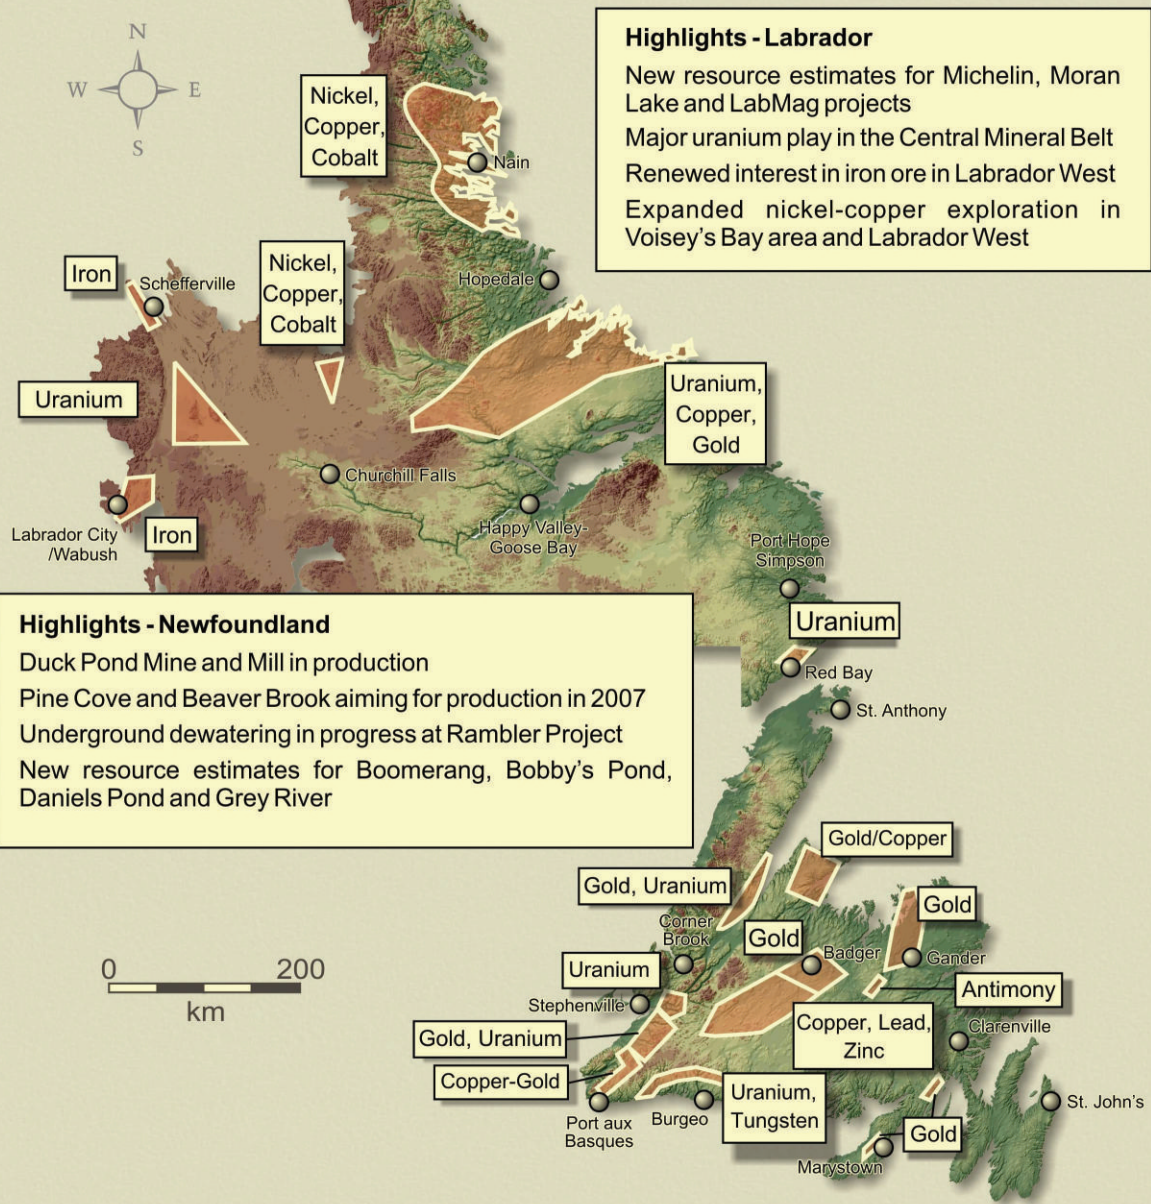 N
W
E
S
Highlights - Labrador
New resource estimates for Michelin, Moran
Lake and LabMag projects
Major uranium play in the Central Mineral Belt
Renewed interest in iron ore in Labrador West
Expanded nickel-copper exploration in
Voisey's Bay area and Labrador West
Nickel,
Copper,
Cobalt
Nain
Iron
Schefferville
Nickel,
Copper,
Cobalt
Hopedale
Uranium
Uranium,
Copper,
Gold
Churchill Falls
Labrador City
/Wabush
Iron
Happy Valley-
Goose Bay
Port Hope
Simpson
Uranium
Red Bay
St. Anthony
Highlights - Newfoundland
Duck Pond Mine and Mill in production
Pine Cove and Beaver Brook aiming for production in 2007
Underground dewatering in progress at Rambler Project
New resource estimates for Boomerang, Bobby's Pond,
Daniels Pond and Grey River
Gold/Copper
Gold, Uranium
Gold
Corner
Brook
Gold
Badger
Gander
Uranium
Antimony
Stephenville
Copper, Lead,
Zinc
Clarenville
Gold, Uranium
Copper-Gold
Uranium,
Tungsten
Port aux
Basques
Burgeo
Gold
Marystown
St. John's
0
200
km